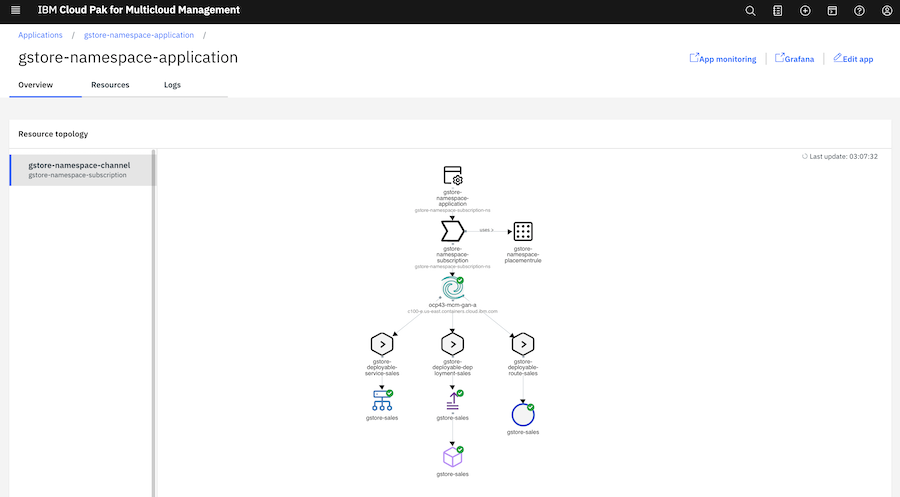 IBM Cloud Pak for Multicloud Management
Applications / gstore-namespace-application /
gstore-namespace-application
App monitoring
Grafana
Edit app
Overview
Resources
Logs
Resource topology
gstore-namespace-channel
gstore-namespace-subscription
Last update: 03:07:32
gstore-
namespace-
application
gstore-namespace-subscription-ns
gstore-
namespace-
subscription
gstore-namespace-subscription-ns
uses >
gstore-
namespace-
placementrule
ocp43-mcm-gan-a
c100-e.us-east.containers.cloud.ibm.com
gstore-
deployable-
service-sales
gstore-
deployable-dep
loyment-sales
gstore-
deployable-
route-sales
gstore-sales
gstore-sales
gstore-sales
gstore-sales